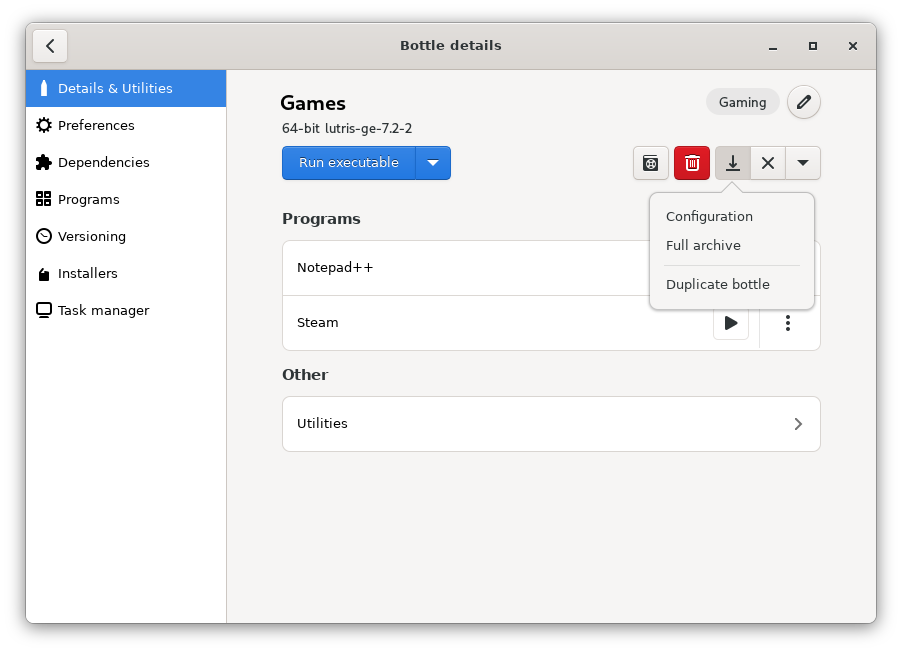 Bottle details
Details & Utilities
Preferences
Dependencies
Programs
Versioning
Installers
Task manager
Games
Gaming
64-bit lutris-ge-7.2-2
Run executable
Configuration
Full archive
Duplicate bottle
Programs
Notepad++
Steam
Other
Utilities